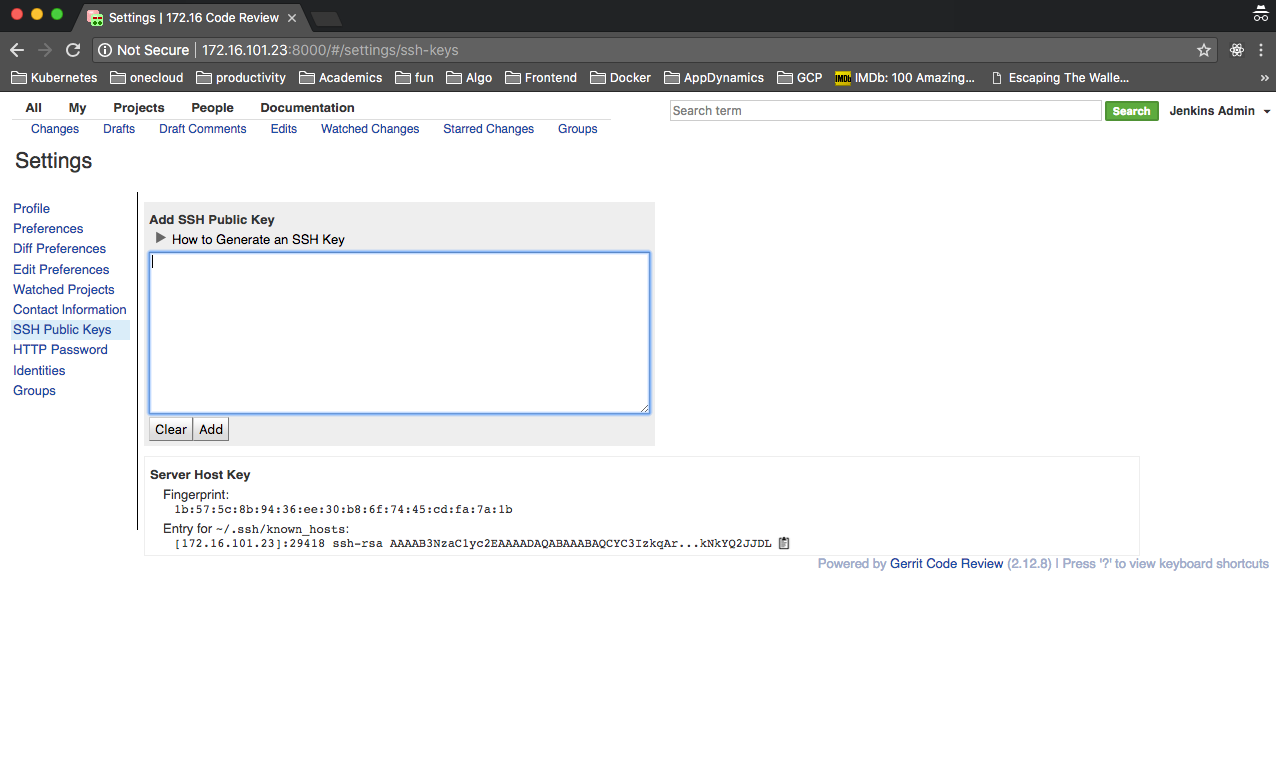 Settings | 172.16 Code Review
Not Secure | 172.16.101.23:8000/#/settings/ssh-keys
Kubernetes onecloud productivity Academics fun Algo Frontend Docker AppDynamics GCP IMDb IMDb: 100 Amazing... Escaping The Walle... »
All My Projects People Documentation
Search term Search Jenkins Admin
Changes Drafts Draft Comments Edits Watched Changes Starred Changes Groups
Settings
Profile
Preferences
Diff Preferences
Edit Preferences
Watched Projects
Contact Information
SSH Public Keys
HTTP Password
Identities
Groups
Add SSH Public Key
How to Generate an SSH Key
Clear Add
Server Host Key
Fingerprint:
1b:57:5c:8b:94:36:ee:30:b8:6f:74:45:cd:fa:7a:1b
Entry for ~/.ssh/known_hosts:
[172.16.101.23]:29418 ssh-rsa AAAAB3NzaC1yc2EAAAADAQABAAABAQCYC3IzkqAr...kNkYQ2JJDL
Powered by Gerrit Code Review (2.12.8) | Press '?' to view keyboard shortcuts